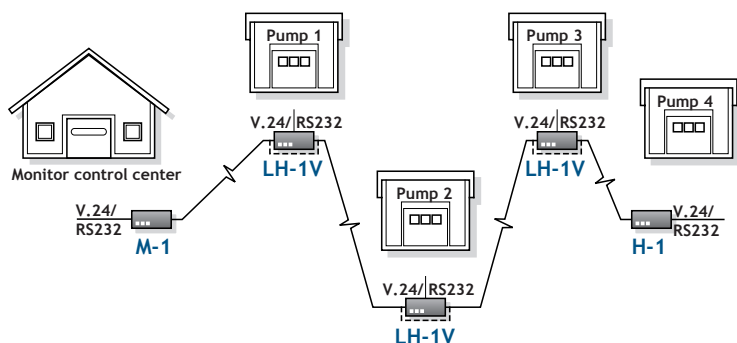 Pump 1
Pump 3
Pump 4
V.24/ RS232
V.24/ RS232
LH-1V
LH-1V
Monitor control center
Pump 2
V.24/
RS232
M-1
V.24/
RS232
H-1
V.24/ RS232
LH-1V